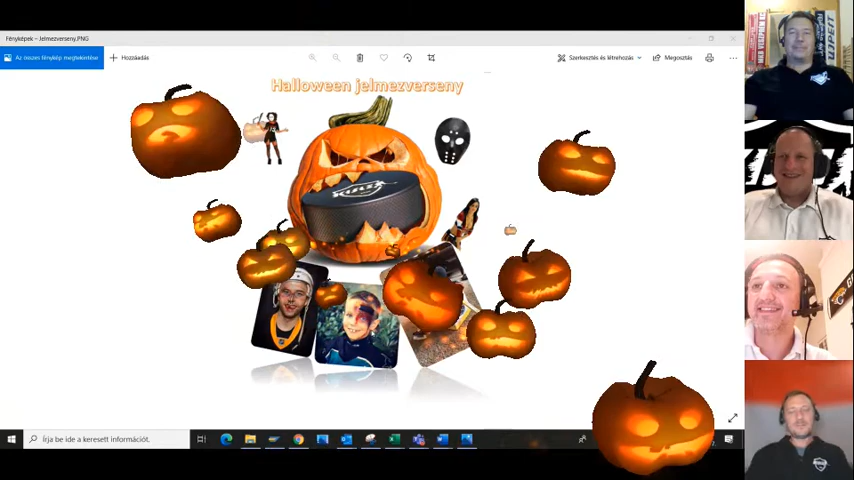 Fényképek – Jelmezverseny.PNG
Az összes fénykép megtekintése
Hozzáadás
Szerkesztés és létrehozás
Megosztás
Halloween jelmezverseny
Írja be ide a keresett információt.